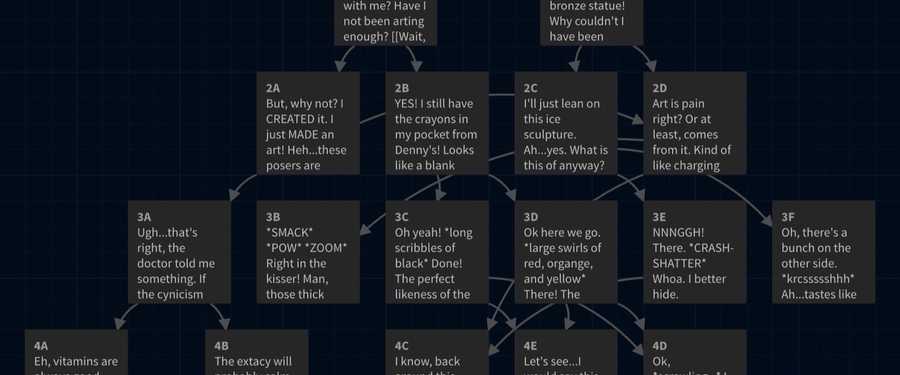 with me? Have I
not been arting
enough? [[Wait,
bronze statue!
Why couldn't I
have been
2A
But, why not? I
CREATED it. I
just MADE an
art! Heh...these
posers are
2B
YES! I still have
the crayons in
my pocket from
Denny's! Looks
like a blank
2C
I'll just lean on
this ice
sculpture.
Ah...yes. What is
this of anyway?
2D
Art is pain
right? Or at
least, comes
from it. Kind of
like charging
3A
Ugh...that's
right, the
doctor told me
something. If
the cynicism
3B
*SMACK*
*POW* *ZOOM*
Right in the
kisser! Man,
those thick
3C
Oh yeah! *long
scribbles of
black* Done!
The perfect
likeness of the
3D
Ok here we go.
*large swirls of
red, organge,
and yellow*
There! The
3E
NNNGGH!
There. *CRASH-
SHATTER*
Whoa. I better
hide.
3F
Oh, there's a
bunch on the
other side.
*krcsssssshh*
Ah...tastes like
4A
Eh, vitamins are
4B
The extacy will
4C
I know, back
4E
Let's see...I
4D
Ok,